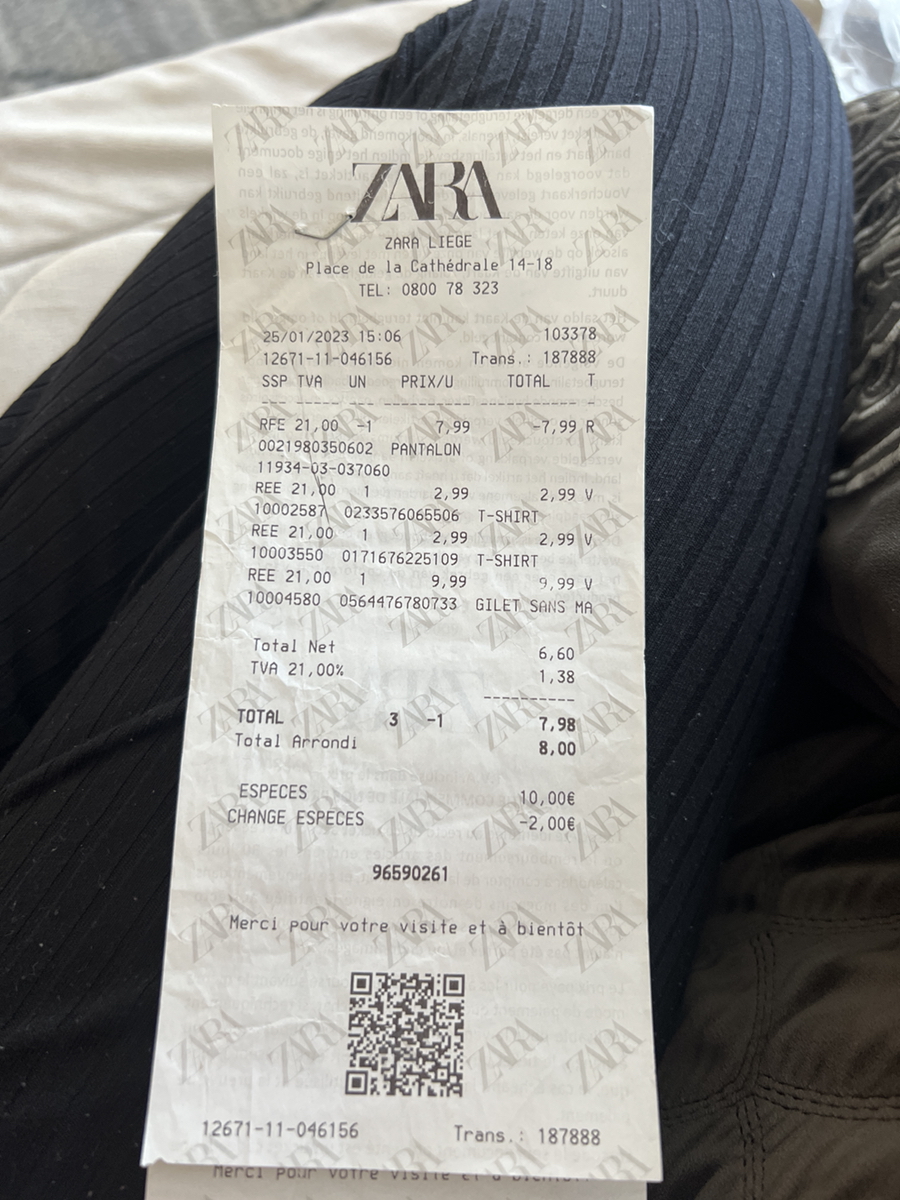 ZARA
ZARA LIEGE
Place de la Cathédrale 14-18
TEL: 0800 78 323
25/01/2023 15:06 103378
12671-11-046156 Trans.: 187888
SSP TVA UN PRIX/U TOTAL T
RFE 21,00 -1 7,99 -7,99 R
0021980350602 PANTALON
11934-03-037060
REE 21,00 1 2,99 2,99 V
10002587 0233576065506 T-SHIRT
REE 21,00 1 2,99 2,99 V
10003550 0171676225109 T-SHIRT
REE 21,00 1 9,99 9,99 V
10004580 0564476780733 GILET SANS MA
Total Net 6,60
TVA 21,00% 1,38
TOTAL 3 -1 7,98
Total Arrondi 8,00
ESPECES 10,00€
CHANGE ESPECES -2,00€
96590261
Merci pour votre visite et à bientôt
12671-11-046156 Trans.: 187888
Merci pour votre visite et à bientôt